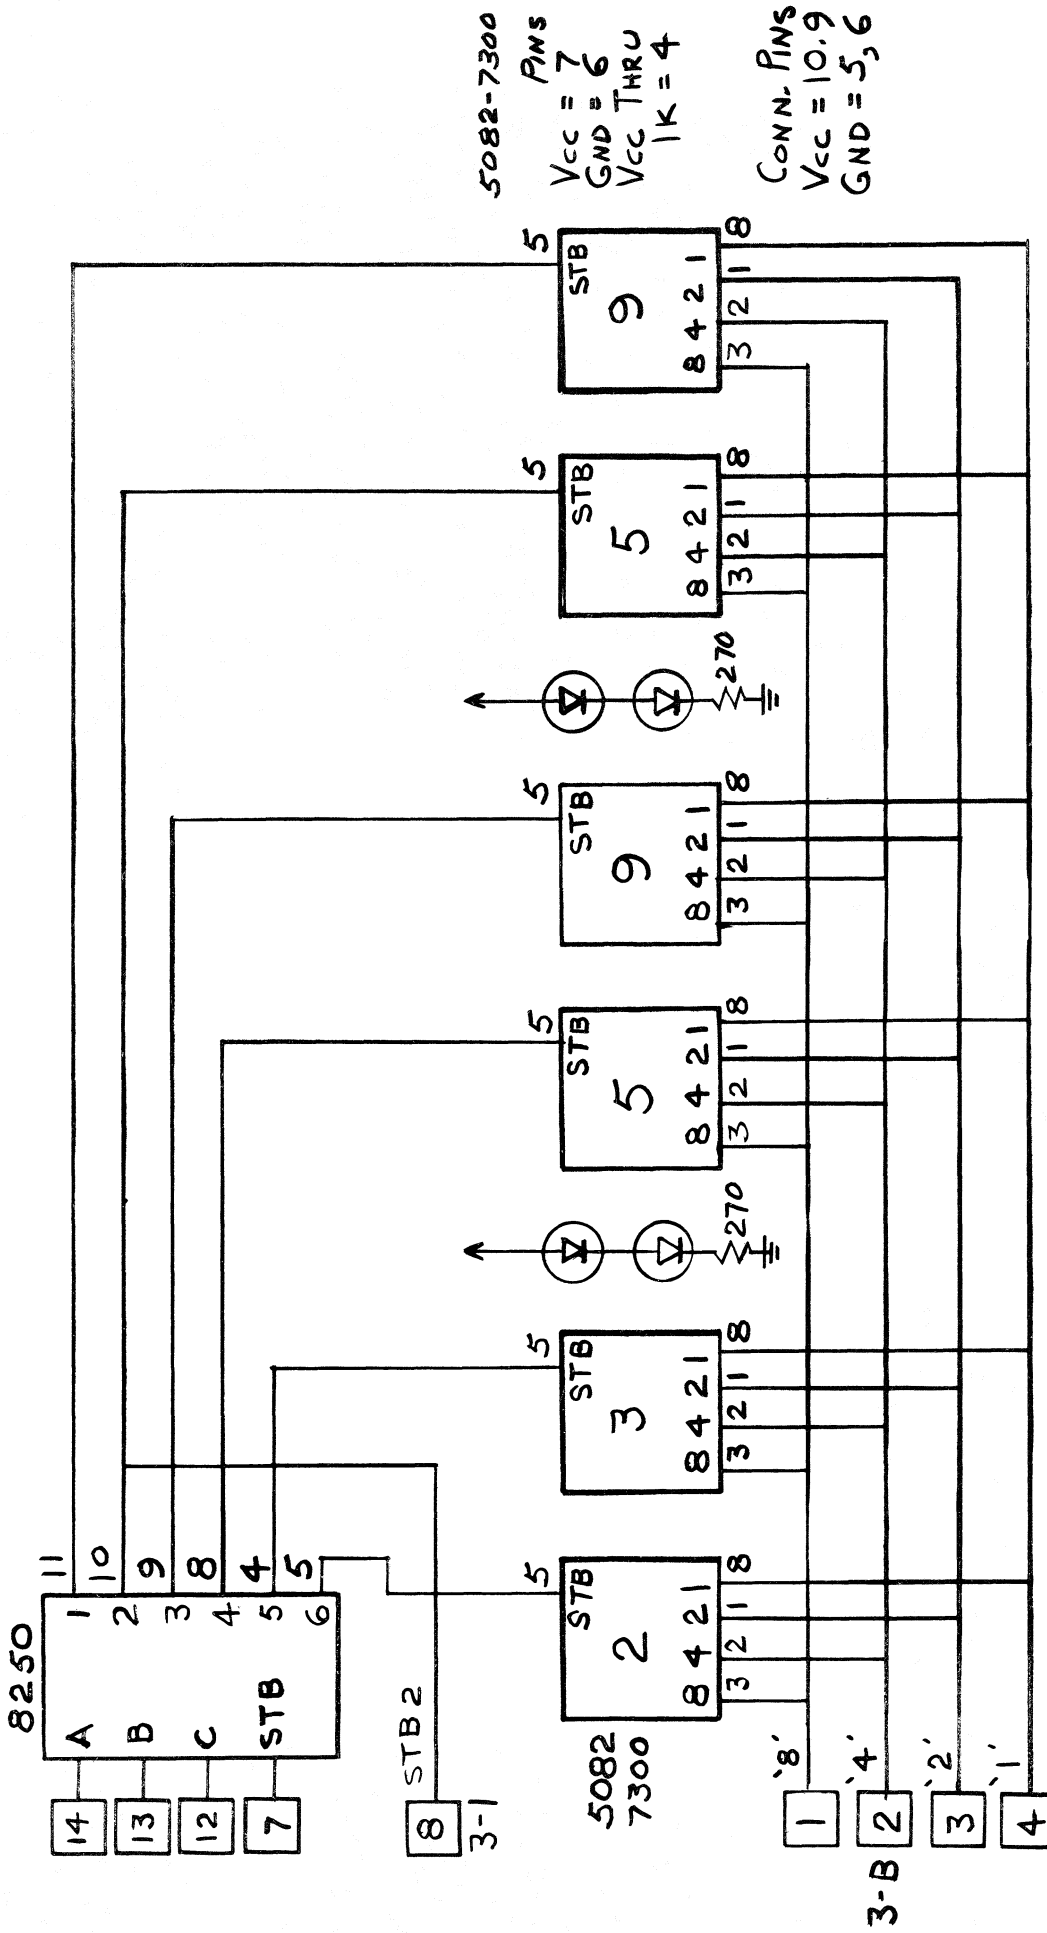 8250
14
A
1
11
13
B
2
10
12
C
3
9
4
8
7
STB
5
4
6
5
8
STB2
3-1
5082
7300
5
STB
2
8 4 2 1
3 2 1 8
5
STB
3
8 4 2 1
3 2 1 8
270
5
STB
5
8 4 2 1
3 2 1 8
5
STB
9
8 4 2 1
3 2 1 8
270
5
STB
5
8 4 2 1
3 2 1 8
5
STB
9
8 4 2 1
3 2 1 8
5082-7300
PINS
VCC = 7
GND = 6
VCC THRU
1K = 4
CONN. PINS
VCC = 10,9
GND = 5,6
1
'8'
3-B
2
'4'
3
'2'
4
'1'